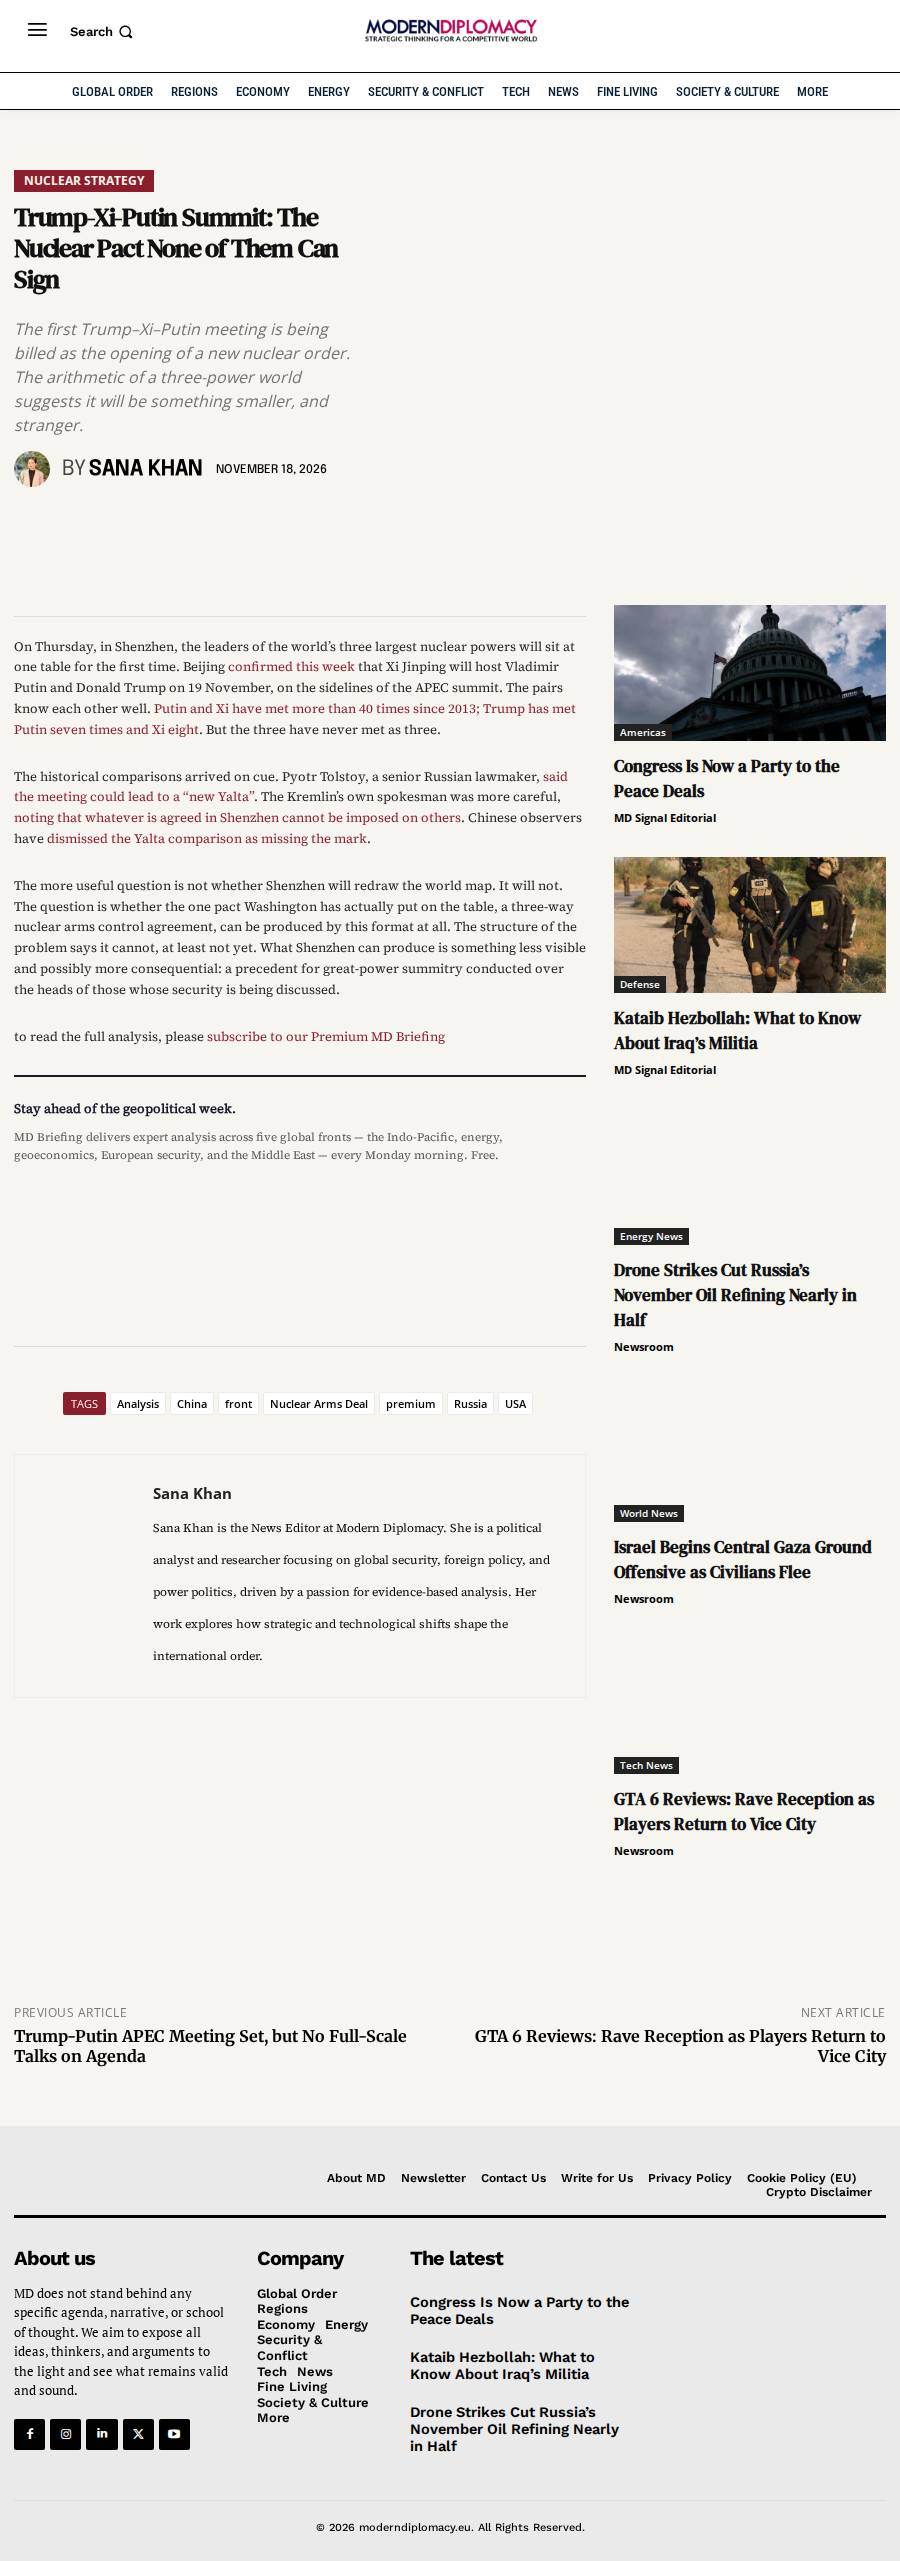 Search
MODERNDIPLOMACY
STRATEGIC THINKING FOR A COMPETITIVE WORLD
GLOBAL ORDER REGIONS ECONOMY ENERGY SECURITY & CONFLICT TECH NEWS FINE LIVING SOCIETY & CULTURE MORE
NUCLEAR STRATEGY
Trump-Xi-Putin Summit: The
Nuclear Pact None of Them Can
Sign
The first Trump–Xi–Putin meeting is being
billed as the opening of a new nuclear order.
The arithmetic of a three-power world
suggests it will be something smaller, and
stranger.
BY SANA KHAN NOVEMBER 18, 2026
On Thursday, in Shenzhen, the leaders of the world’s three largest nuclear powers will sit at
one table for the first time. Beijing confirmed this week that Xi Jinping will host Vladimir
Putin and Donald Trump on 19 November, on the sidelines of the APEC summit. The pairs
know each other well. Putin and Xi have met more than 40 times since 2013; Trump has met
Putin seven times and Xi eight. But the three have never met as three.
The historical comparisons arrived on cue. Pyotr Tolstoy, a senior Russian lawmaker, said
the meeting could lead to a “new Yalta”. The Kremlin’s own spokesman was more careful,
noting that whatever is agreed in Shenzhen cannot be imposed on others. Chinese observers
have dismissed the Yalta comparison as missing the mark.
The more useful question is not whether Shenzhen will redraw the world map. It will not.
The question is whether the one pact Washington has actually put on the table, a three-way
nuclear arms control agreement, can be produced by this format at all. The structure of the
problem says it cannot, at least not yet. What Shenzhen can produce is something less visible
and possibly more consequential: a precedent for great-power summitry conducted over
the heads of those whose security is being discussed.
to read the full analysis, please subscribe to our Premium MD Briefing
Stay ahead of the geopolitical week.
MD Briefing delivers expert analysis across five global fronts — the Indo-Pacific, energy,
geoeconomics, European security, and the Middle East — every Monday morning. Free.
TAGS Analysis China front Nuclear Arms Deal premium Russia USA
Sana Khan
Sana Khan is the News Editor at Modern Diplomacy. She is a political
analyst and researcher focusing on global security, foreign policy, and
power politics, driven by a passion for evidence-based analysis. Her
work explores how strategic and technological shifts shape the
international order.
Americas
Congress Is Now a Party to the
Peace Deals
MD Signal Editorial
Defense
Kataib Hezbollah: What to Know
About Iraq’s Militia
MD Signal Editorial
Energy News
Drone Strikes Cut Russia’s
November Oil Refining Nearly in
Half
Newsroom
World News
Israel Begins Central Gaza Ground
Offensive as Civilians Flee
Newsroom
Tech News
GTA 6 Reviews: Rave Reception as
Players Return to Vice City
Newsroom
PREVIOUS ARTICLE
Trump-Putin APEC Meeting Set, but No Full-Scale
Talks on Agenda
NEXT ARTICLE
GTA 6 Reviews: Rave Reception as Players Return to
Vice City
About MD Newsletter Contact Us Write for Us Privacy Policy Cookie Policy (EU)
Crypto Disclaimer
About us
MD does not stand behind any
specific agenda, narrative, or school
of thought. We aim to expose all
ideas, thinkers, and arguments to
the light and see what remains valid
and sound.
Company
Global Order
Regions
Economy Energy
Security &
Conflict
Tech News
Fine Living
Society & Culture
More
The latest
Congress Is Now a Party to the
Peace Deals
Kataib Hezbollah: What to
Know About Iraq’s Militia
Drone Strikes Cut Russia’s
November Oil Refining Nearly
in Half
© 2026 moderndiplomacy.eu. All Rights Reserved.